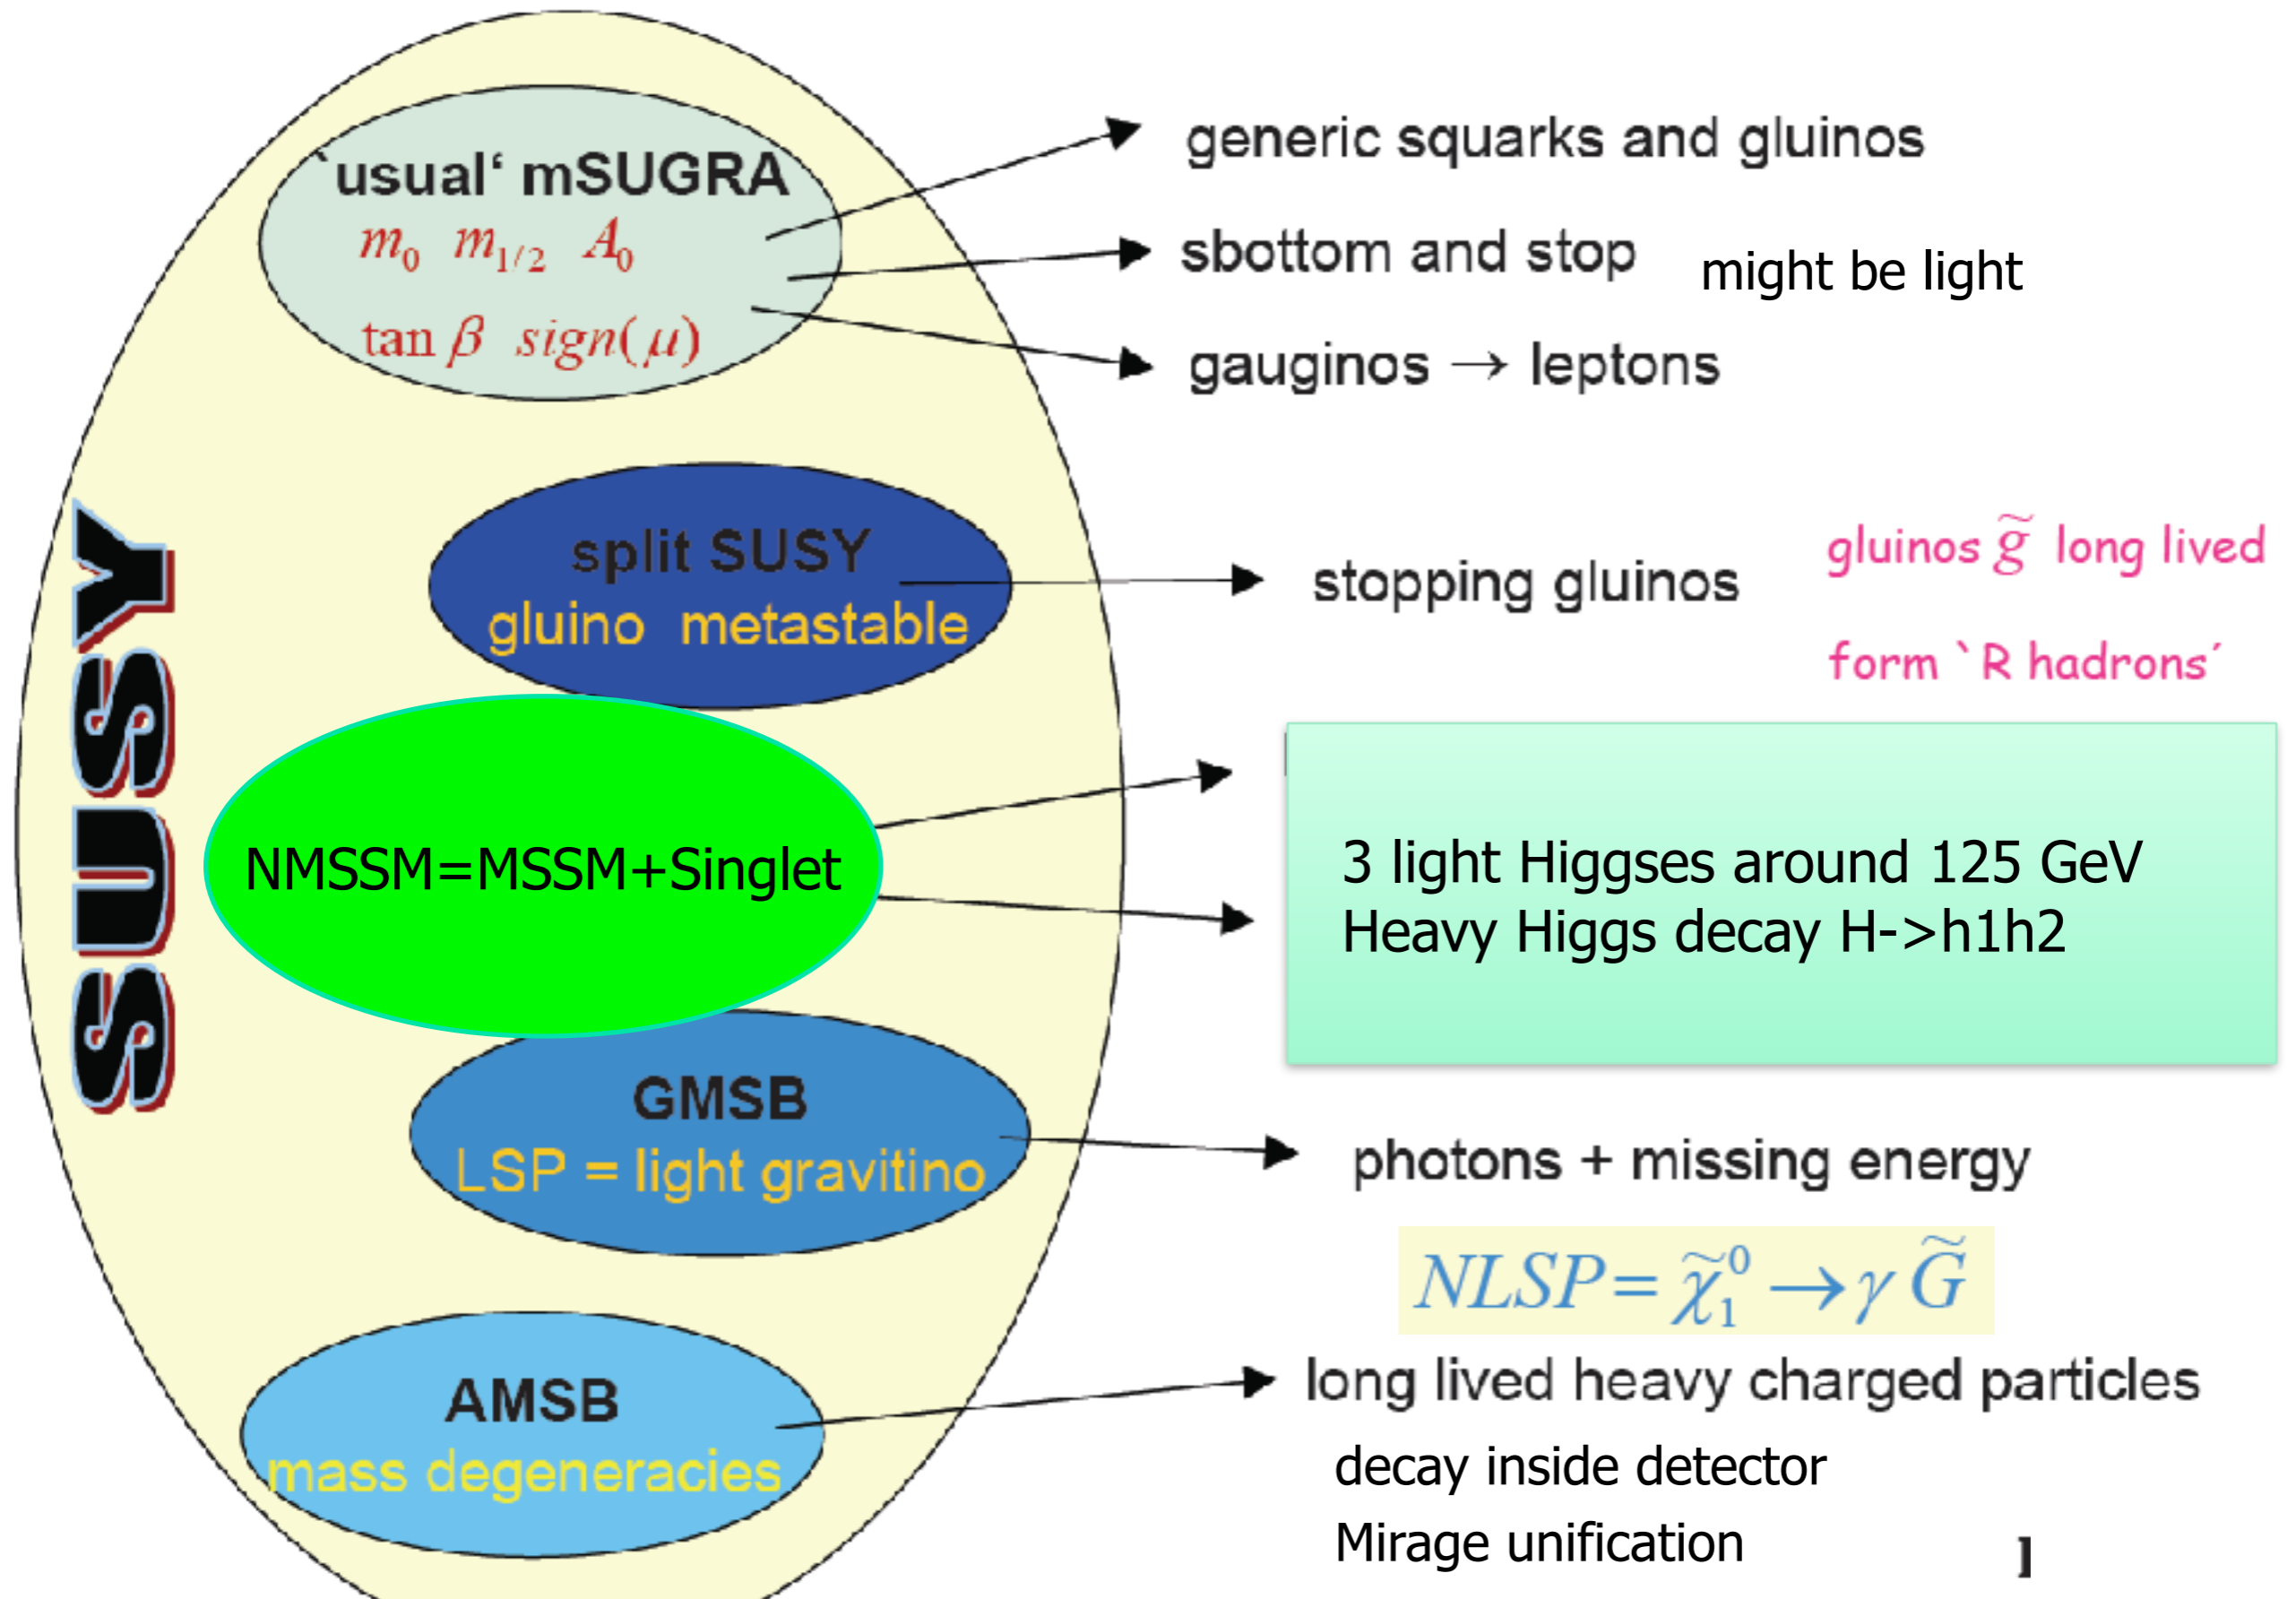 SUSY
`usual‘ mSUGRA
m₀ m₁/₂ A₀
tan β sign(μ)
generic squarks and gluinos
sbottom and stop might be light
gauginos → leptons
split SUSY
gluino metastable
stopping gluinos
gluinos g̃ long lived
form `R hadrons´
NMSSM=MSSM+Singlet
3 light Higgses around 125 GeV
Heavy Higgs decay H->h1h2
GMSB
LSP = light gravitino
photons + missing energy
NLSP = χ̃₁⁰ → γ G̃
AMSB
mass degeneracies
long lived heavy charged particles
decay inside detector
Mirage unification